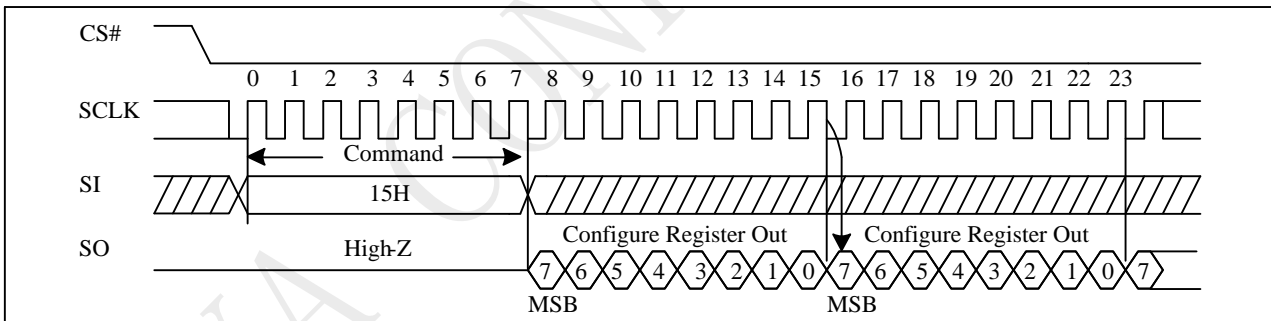 CS#
0 1 2 3 4 5 6 7 8 9 10 11 12 13 14 15 16 17 18 19 20 21 22 23
SCLK
Command
SI
15H
SO
High-Z
Configure Register Out
Configure Register Out
7 6 5 4 3 2 1 0 7 6 5 4 3 2 1 0 7
MSB
MSB